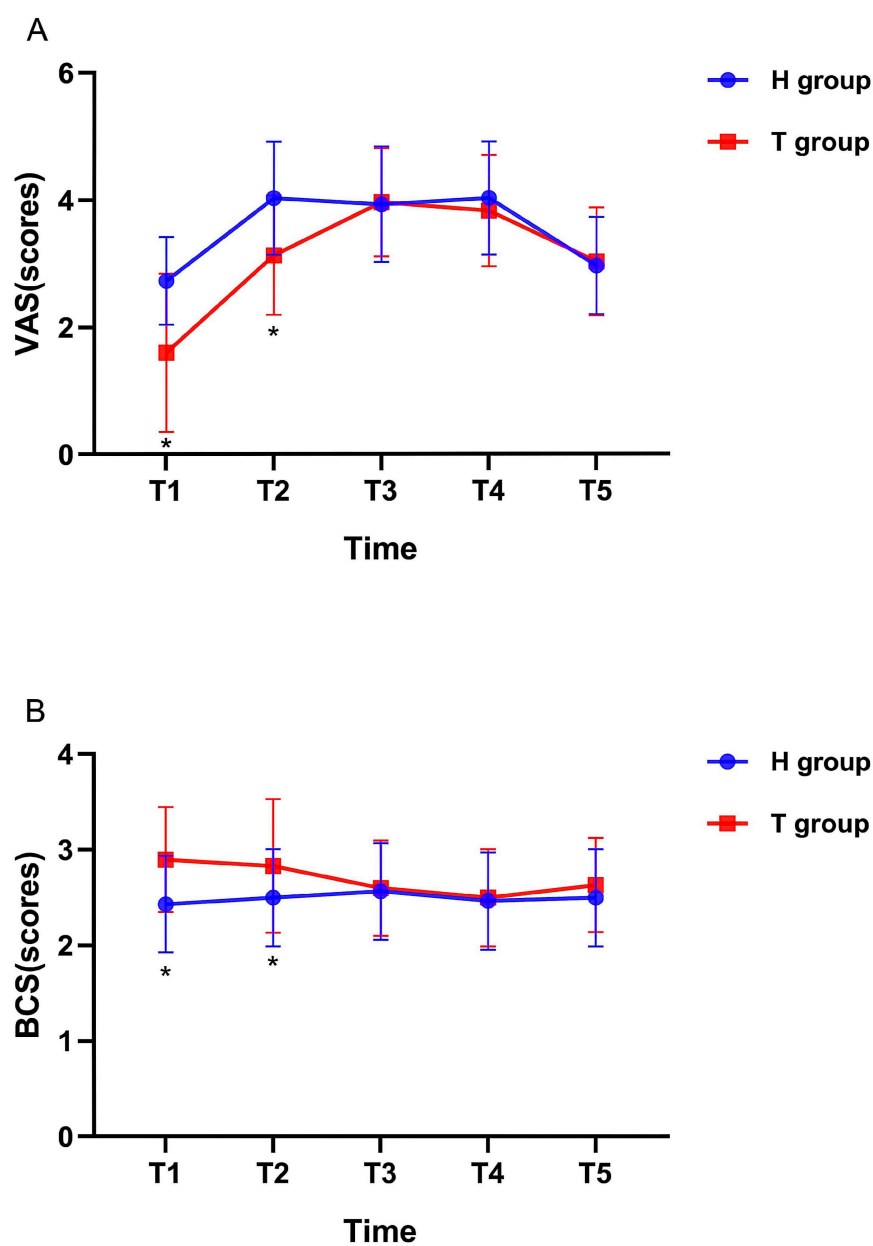 A
6
4
2
0
VAS(scores)
H group
T group
*
*
T1 T2 T3 T4 T5
Time
B
4
3
2
1
0
BCS(scores)
H group
T group
*
*
T1 T2 T3 T4 T5
Time